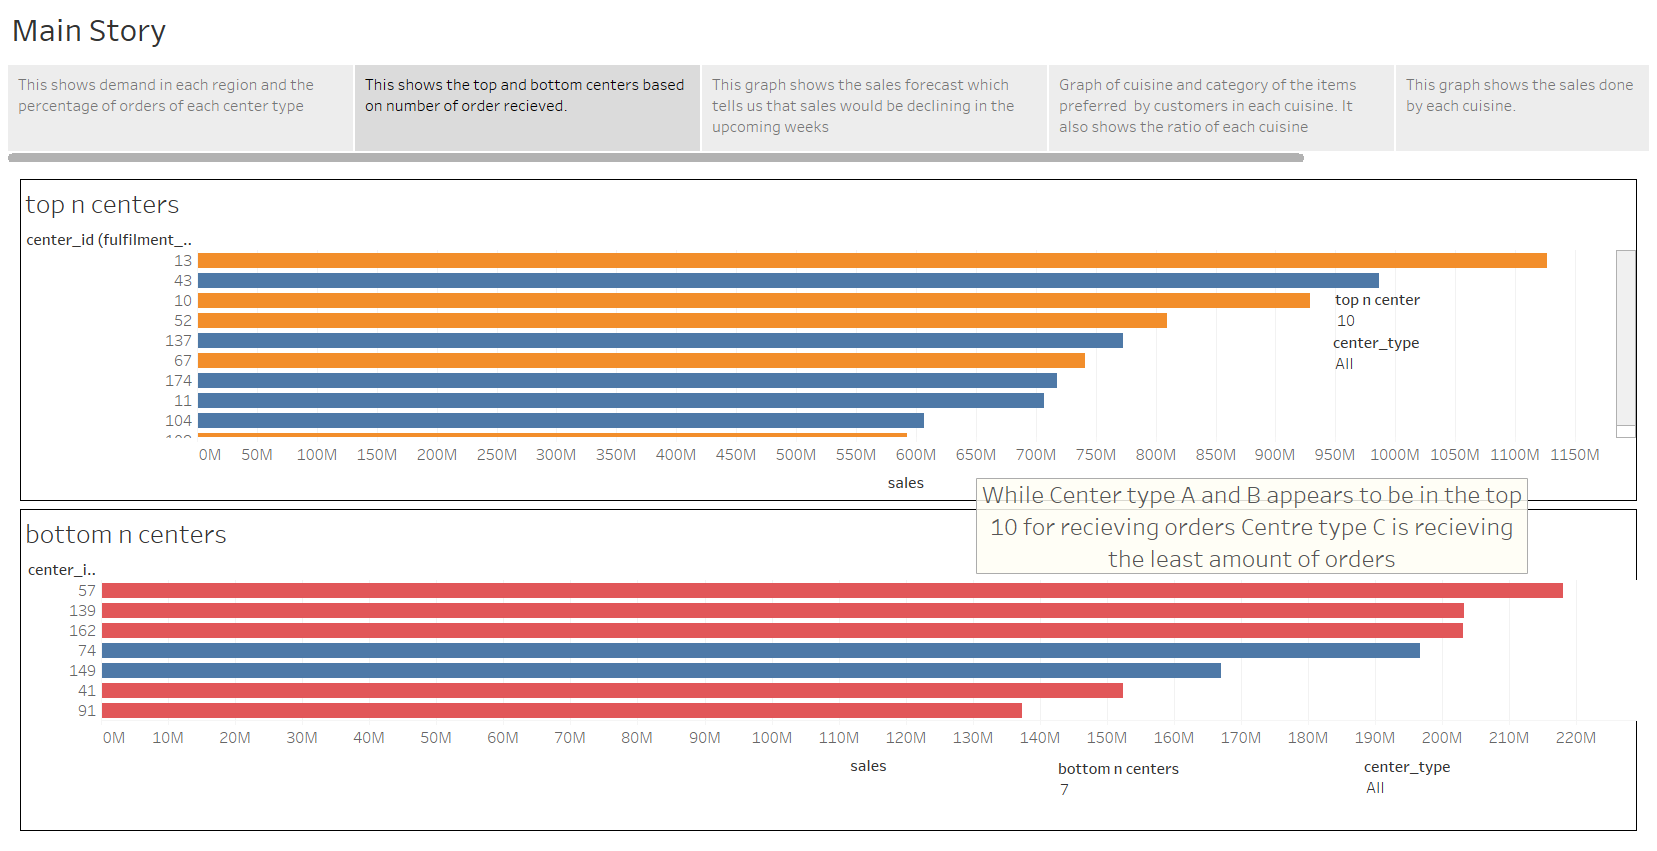 Main Story
This shows demand in each region and the
percentage of orders of each center type
This shows the top and bottom centers based
on number of order recieved.
This graph shows the sales forecast which
tells us that sales would be declining in the
upcoming weeks
Graph of cuisine and category of the items
preferred  by customers in each cuisine. It
also shows the ratio of each cuisine
This graph shows the sales done
by each cuisine.
top n centers
center_id (fulfilment_..
13
43
10
52
137
67
174
11
104
top n center
10
center_type
All
0M 50M 100M 150M 200M 250M 300M 350M 400M 450M 500M 550M 600M 650M 700M 750M 800M 850M 900M 950M 1000M 1050M 1100M 1150M
sales
While Center type A and B appears to be in the top
10 for recieving orders Centre type C is recieving
the least amount of orders
bottom n centers
center_i..
57
139
162
74
149
41
91
0M 10M 20M 30M 40M 50M 60M 70M 80M 90M 100M 110M 120M 130M 140M 150M 160M 170M 180M 190M 200M 210M 220M
sales
bottom n centers
7
center_type
All